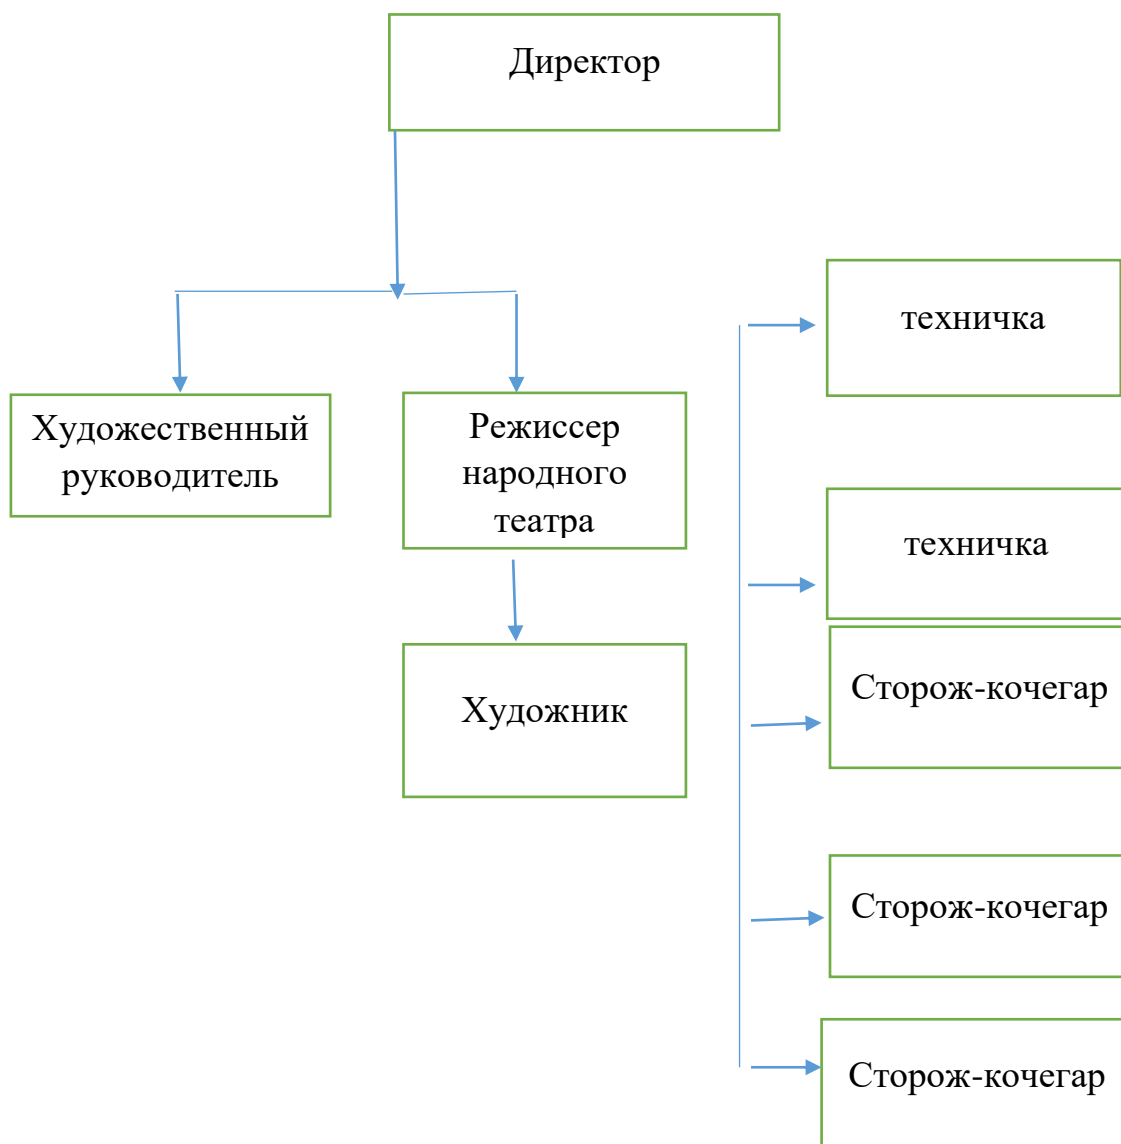 Директор
техничка
Художественный
руководитель
Режиссер
народного
театра
техничка
Художник
Сторож-кочегар
Сторож-кочегар
Сторож-кочегар